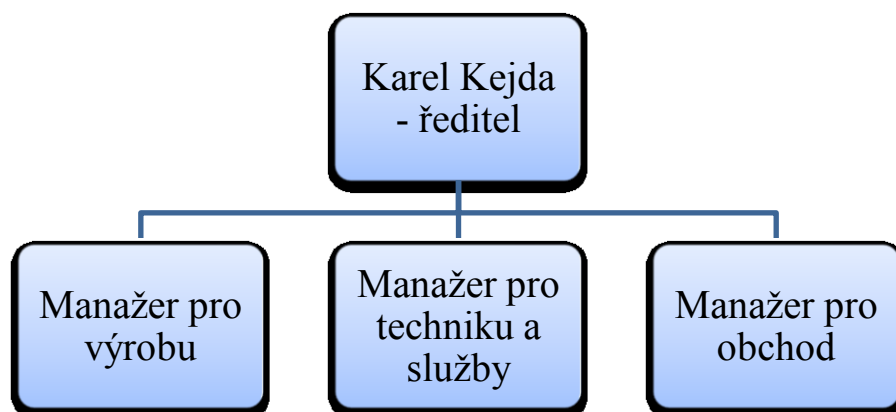 Karel Kejda
- ředitel
Manažer pro
výrobu
Manažer pro
techniku a
služby
Manažer pro
obchod